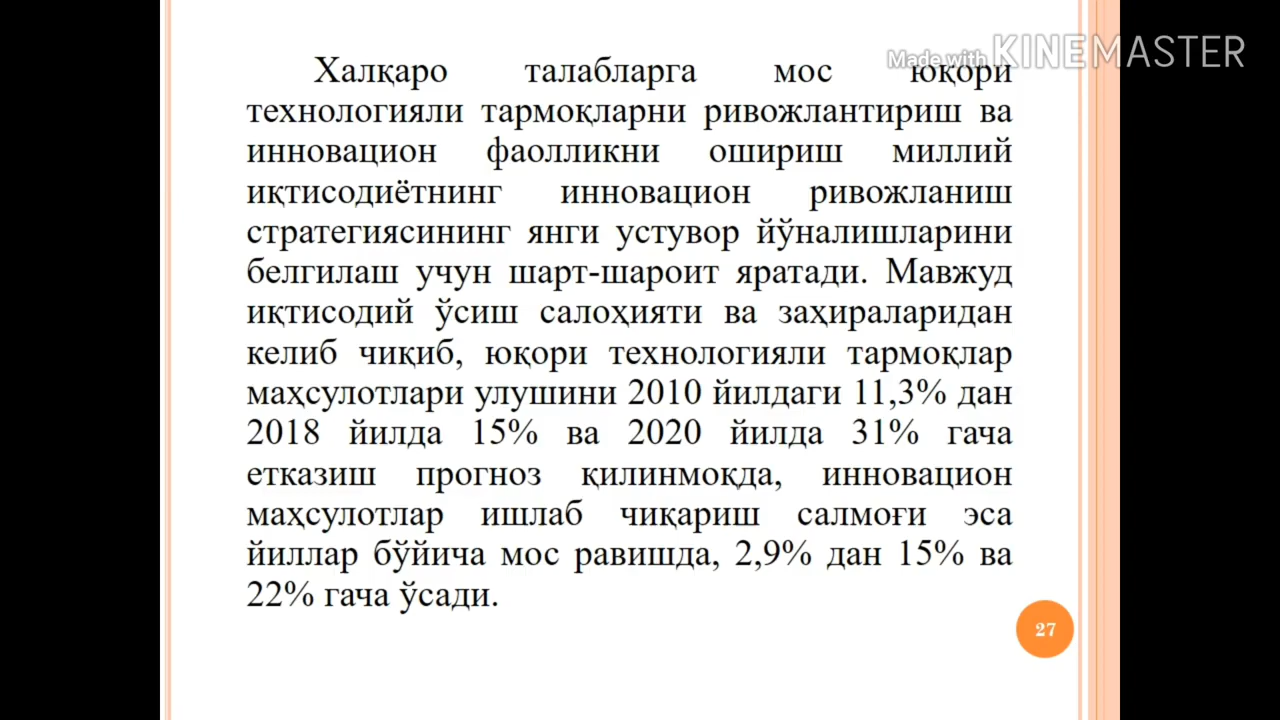 Made with KINEMASTER
Халқаро талабларга мос юқори
технологияли тармоқларни ривожлантириш ва
инновацион фаолликни ошириш миллий
иқтисодиётнинг инновацион ривожланиш
стратегиясининг янги устувор йўналишларини
белгилаш учун шарт-шароит яратади. Мавжуд
иқтисодий ўсиш салоҳияти ва заҳираларидан
келиб чиқиб, юқори технологияли тармоқлар
маҳсулотлари улушини 2010 йилдаги 11,3% дан
2018 йилда 15% ва 2020 йилда 31% гача
етказиш прогноз қилинмоқда, инновацион
маҳсулотлар ишлаб чиқариш салмоғи эса
йиллар бўйича мос равишда, 2,9% дан 15% ва
22% гача ўсади.
27